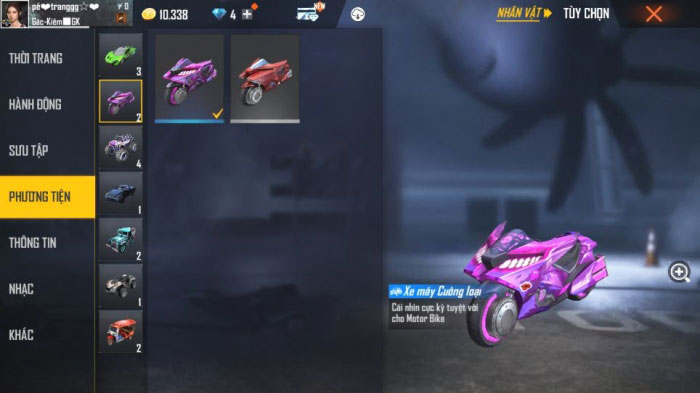 pé❤tranggg☆❤
Gác-Kiếm■GK
0
10.338
4
NEW
NHÂN VẬT
TÙY CHỌN
THỜI TRANG
HÀNH ĐỘNG
SƯU TẬP
PHƯƠNG TIỆN
THÔNG TIN
NHẠC
KHÁC
3
2
4
1
2
1
2
Xe máy Cuồng loại
Cái nhìn cực kỳ tuyệt vời
cho Motor Bike